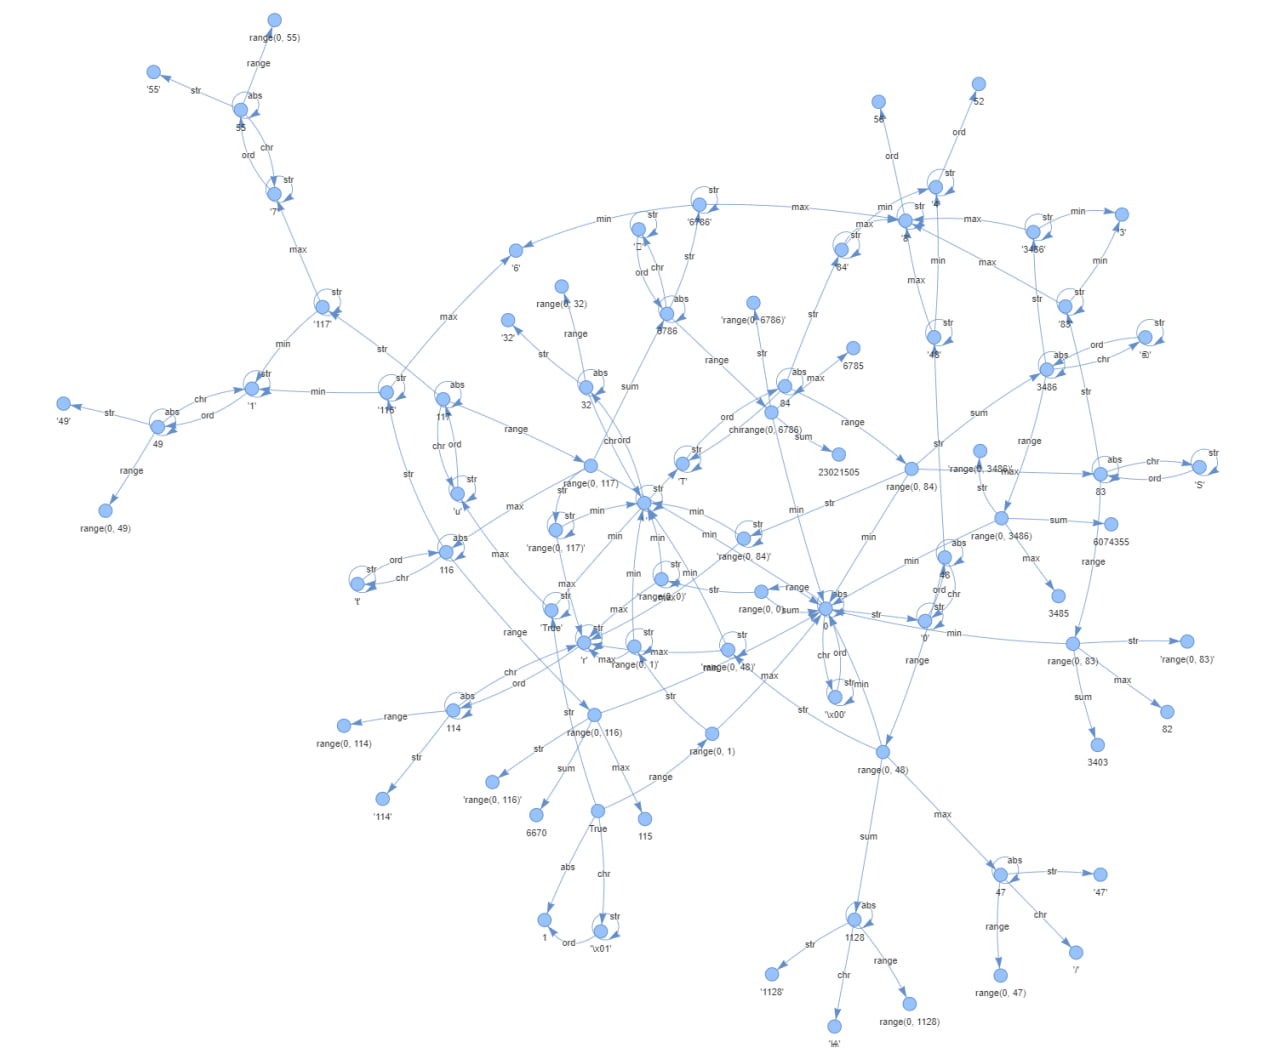 range(0, 55)
range
'55'
str
abs
55
chr
ord
'7'
str
max
str
'117'
min
str
str
'1'
chr
ord
abs
49
str
'49'
range
range(0, 49)
min
str
'116'
max
'6'
min
str
'6786'
max
str
ord
chr
abs
6786
str
range
sum
range(0, 32)
range
'32'
str
32
chr
ord
abs
117
chr
ord
str
'u'
range
range(0, 117)
max
str
str
'range(0, 117)'
min
abs
116
str
ord
chr
str
range
'range(0, 6786)'
str
abs
84
max
6785
range(0, 6786)
sum
23021505
chr
ord
str
'T'
range
range(0, 84)
str
str
'84'
max
min
ord
52
ord
str
'8'
str
max
str
'3486'
min
max
min
str
'83'
max
min
str
'48'
str
abs
3486
ord
chr
str
sum
range
str
'range(0, 3486)'
str
max
abs
83
chr
ord
str
'S'
range(0, 3486)
sum
6074355
max
3485
min
range
str
min
min
str
'range(0, 84)'
min
str
max
'True'
str
max
min
str
str
'range(0, 0)'
max
str
range
range(0, 0)
sum
abs
0
str
str
'0'
ord
chr
abs
48
min
range(0, 83)
str
'range(0, 83)'
max
82
sum
3403
str
'r'
max
min
str
'range(0, 1)'
max
str
'range(0, 48)'
max
chr
ord
str
'\x00'
min
range
chr
ord
abs
114
range
range(0, 114)
str
'114'
str
range(0, 116)
str
'range(0, 116)'
sum
6670
max
115
str
range(0, 1)
range
str
range(0, 48)
True
abs
chr
1
ord
str
'\x01'
sum
max
abs
47
str
'47'
range
chr
range(0, 47)
'/'
abs
1128
str
'1128'
chr
range
range(0, 1128)